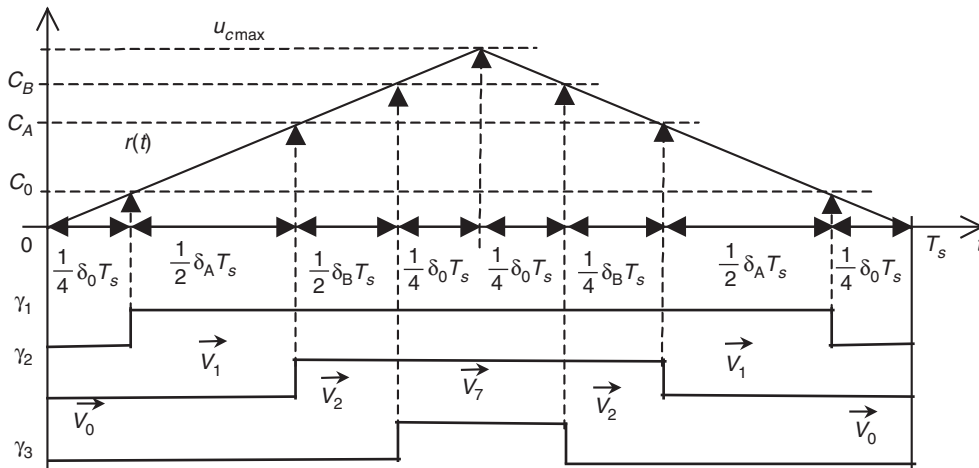 u_cmax
C_B
C_A
r(t)
C_0
0 T_s t
1/4 δ_0 T_s 1/2 δ_A T_s 1/2 δ_B T_s 1/4 δ_0 T_s 1/4 δ_0 T_s 1/4 δ_B T_s 1/2 δ_A T_s 1/4 δ_0 T_s
γ_1
γ_2 V_1 V_1
V_0 V_2 V_7 V_2 V_0
γ_3